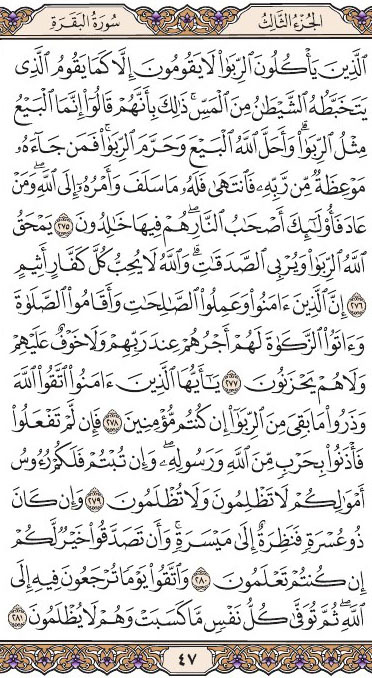 سُورَةُ الْبَقَرَةِ الجُزْءُ الثَّالِثُ
ٱلَّذِينَ يَأْكُلُونَ ٱلرِّبَوٰا۟ لَا يَقُومُونَ إِلَّا كَمَا يَقُومُ ٱلَّذِى
يَتَخَبَّطُهُ ٱلشَّيْطَٰنُ مِنَ ٱلْمَسِّ ۚ ذَٰلِكَ بِأَنَّهُمْ قَالُوٓا۟ إِنَّمَا ٱلْبَيْعُ
مِثْلُ ٱلرِّبَوٰا۟ ۗ وَأَحَلَّ ٱللَّهُ ٱلْبَيْعَ وَحَرَّمَ ٱلرِّبَوٰا۟ ۚ فَمَن جَآءَهُۥ
مَوْعِظَةٌ مِّن رَّبِّهِۦ فَٱنتَهَىٰ فَلَهُۥ مَا سَلَفَ وَأَمْرُهُۥٓ إِلَى ٱللَّهِ ۖ وَمَنْ
عَادَ فَأُو۟لَٰٓئِكَ أَصْحَٰبُ ٱلنَّارِ ۖ هُمْ فِيهَا خَٰلِدُونَ ۝٢٧٥ يَمْحَقُ
ٱللَّهُ ٱلرِّبَوٰا۟ وَيُرْبِى ٱلصَّدَقَٰتِ ۗ وَٱللَّهُ لَا يُحِبُّ كُلَّ كَفَّارٍ أَثِيمٍ
۝٢٧٦ إِنَّ ٱلَّذِينَ ءَامَنُوا۟ وَعَمِلُوا۟ ٱلصَّٰلِحَٰتِ وَأَقَامُوا۟ ٱلصَّلَوٰةَ
وَءَاتَوُا۟ ٱلزَّكَوٰةَ لَهُمْ أَجْرُهُمْ عِندَ رَبِّهِمْ وَلَا خَوْفٌ عَلَيْهِمْ
وَلَا هُمْ يَحْزَنُونَ ۝٢٧٧ يَٰٓأَيُّهَا ٱلَّذِينَ ءَامَنُوا۟ ٱتَّقُوا۟ ٱللَّهَ
وَذَرُوا۟ مَا بَقِىَ مِنَ ٱلرِّبَوٰٓا۟ إِن كُنتُم مُّؤْمِنِينَ ۝٢٧٨ فَإِن لَّمْ تَفْعَلُوا۟
فَأْذَنُوا۟ بِحَرْبٍ مِّنَ ٱللَّهِ وَرَسُولِهِۦ ۖ وَإِن تُبْتُمْ فَلَكُمْ رُءُوسُ
أَمْوَٰلِكُمْ لَا تَظْلِمُونَ وَلَا تُظْلَمُونَ ۝٢٧٩ وَإِن كَانَ
ذُو عُسْرَةٍ فَنَظِرَةٌ إِلَىٰ مَيْسَرَةٍ ۚ وَأَن تَصَدَّقُوا۟ خَيْرٌ لَّكُمْ
إِن كُنتُمْ تَعْلَمُونَ ۝٢٨٠ وَٱتَّقُوا۟ يَوْمًا تُرْجَعُونَ فِيهِ إِلَى
ٱللَّهِ ۖ ثُمَّ تُوَفَّىٰ كُلُّ نَفْسٍ مَّا كَسَبَتْ وَهُمْ لَا يُظْلَمُونَ ۝٢٨١
٤٧